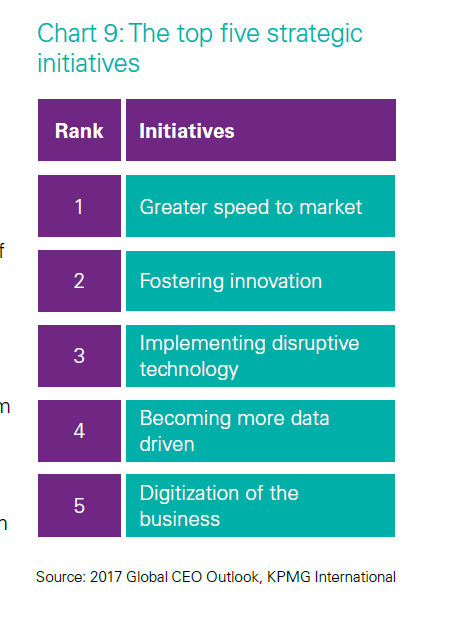 Chart 9: The top five strategic
initiatives
Rank Initiatives
1 Greater speed to market
f
2 Fostering innovation
3 Implementing disruptive
technology
m
4 Becoming more data
driven
5 Digitization of the
business
Source: 2017 Global CEO Outlook, KPMG International